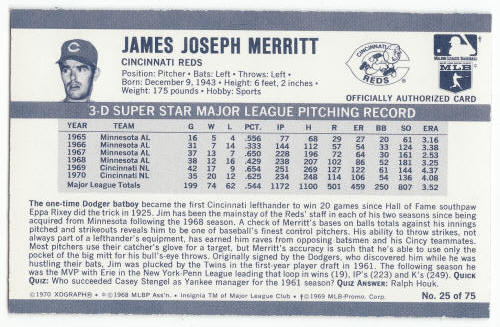 JAMES JOSEPH MERRITT
CINCINNATI REDS
Position: Pitcher • Bats: Left • Throws: Left
Born: December 9, 1943 • Height: 6 feet, 2 inches
Weight: 175 pounds • Hobby: Sports
CINCINNATI
REDS
MAJOR LEAGUE BASEBALL
MLB
OFFICIALLY AUTHORIZED CARD
3-D SUPER STAR MAJOR LEAGUE PITCHING RECORD
YEAR TEAM G W L PCT. IP H R ER BB SO ERA
1965 Minnesota AL 16 5 4 .556 77 68 29 27 20 61 3.16
1966 Minnesota AL 31 7 14 .333 144 112 57 54 33 124 3.38
1967 Minnesota AL 37 13 7 .650 228 196 72 64 30 161 2.53
1968 Minnesota AL 38 12 16 .429 238 207 102 86 52 181 3.25
1969 Cincinnati NL 42 17 9 .654 251 269 127 122 61 144 4.37
1970 Cincinnati NL 35 20 12 .625 234 248 114 106 54 136 4.08
Major League Totals 199 74 62 .544 1172 1100 501 459 250 807 3.52
The one-time Dodger batboy became the first Cincinnati lefthander to win 20 games since Hall of Fame southpaw
Eppa Rixey did the trick in 1925. Jim has been the mainstay of the Reds' staff in each of his two seasons since being
acquired from Minnesota following the 1968 season. A check of Merritt's bases on balls totals against his innings
pitched and strikeouts reveals him to be one of baseball's finest control pitchers. His ability to throw strikes, not
always part of a lefthander's equipment, has earned him raves from opposing batsmen and his Cincy teammates.
Most pitchers use their catcher's glove for a target, but Merritt's accuracy is such that he's able to use only the
pocket of the big mitt for his bull's-eye throws. Originally signed by the Dodgers, who discovered him while he was
hustling their bats, Jim was plucked by the Twins in the first-year player draft in 1961. The following season he
was the MVP with Erie in the New York-Penn League leading that loop in wins (19). IP's (223) and K's (249). QUICK
QUIZ: Who succeeded Casey Stengel as Yankee manager for the 1961 season? QUIZ ANSWER: Ralph Houk.
©1970 XOGRAPH® • ©1968 MLBP Ass'n. • Insignia TM of Major League Club • ‡©1969 MLB-Promo. Corp. No. 25 of 75